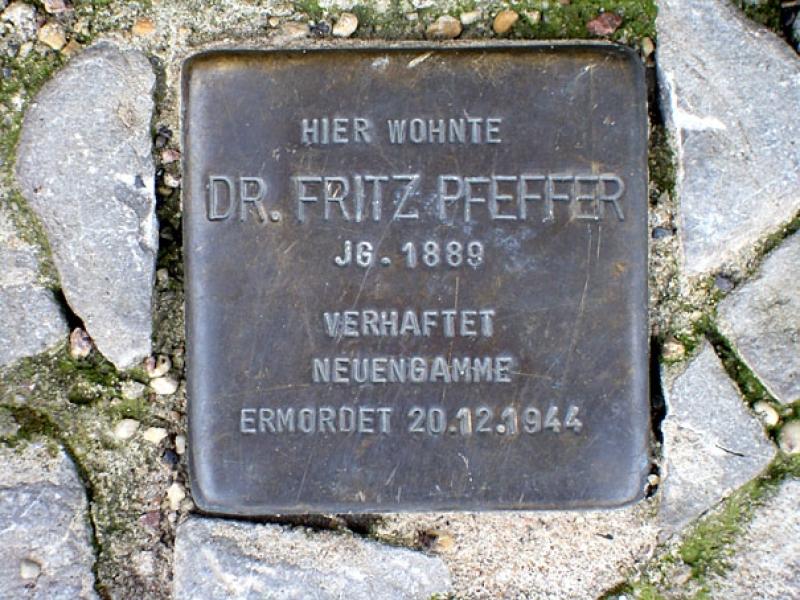 HIER WOHNTE
DR. FRITZ PFEFFER
JG. 1889
VERHAFTET
NEUENGAMME
ERMORDET 20.12.1944